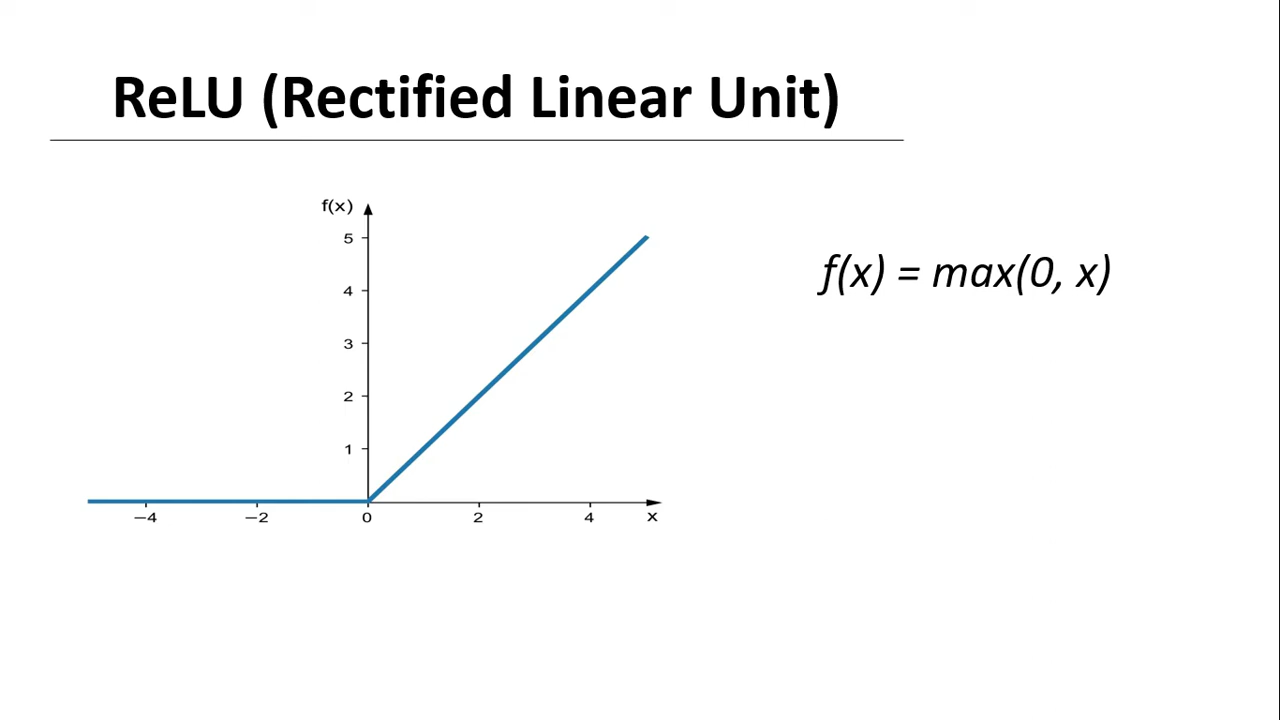 ReLU (Rectified Linear Unit)
f(x)
5
4
3
2
1
−4 −2 0 2 4 x
f(x) = max(0, x)